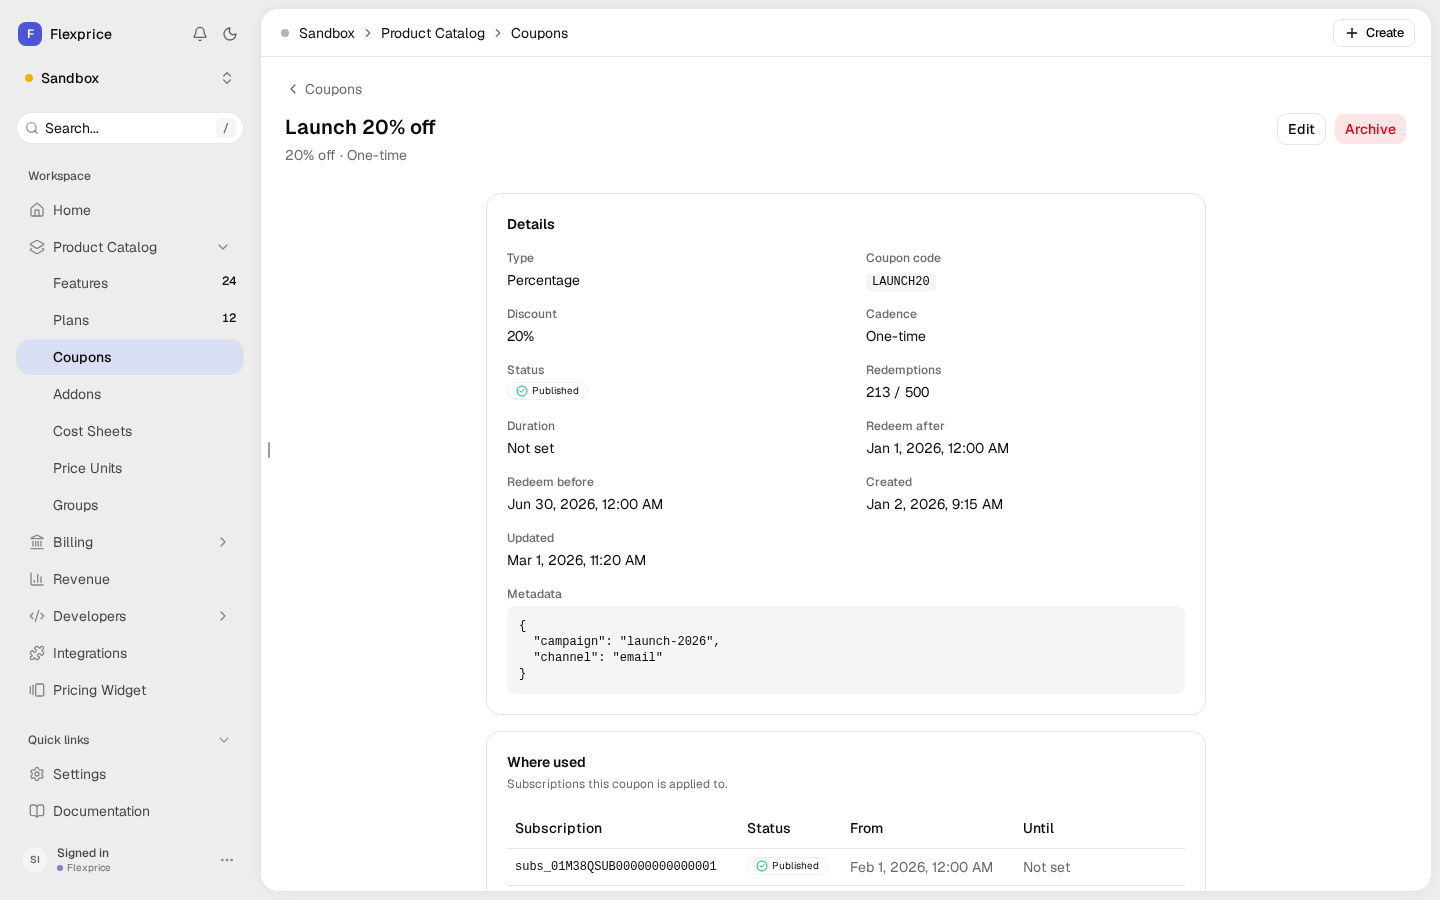 F Flexprice
Sandbox
Search... /
Workspace
Home
Product Catalog
Features 24
Plans 12
Coupons
Addons
Cost Sheets
Price Units
Groups
Billing
Revenue
Developers
Integrations
Pricing Widget
Quick links
Settings
Documentation
SI Signed in
Flexprice
Sandbox > Product Catalog > Coupons
+ Create
Coupons
Launch 20% off
20% off · One-time
Edit Archive
Details
Type
Percentage
Coupon code
LAUNCH20
Discount
20%
Cadence
One-time
Status
Published
Redemptions
213 / 500
Duration
Not set
Redeem after
Jan 1, 2026, 12:00 AM
Redeem before
Jun 30, 2026, 12:00 AM
Created
Jan 2, 2026, 9:15 AM
Updated
Mar 1, 2026, 11:20 AM
Metadata
{
"campaign": "launch-2026",
"channel": "email"
}
Where used
Subscriptions this coupon is applied to.
Subscription Status From Until
subs_01M38QSUB00000000000001 Published Feb 1, 2026, 12:00 AM Not set